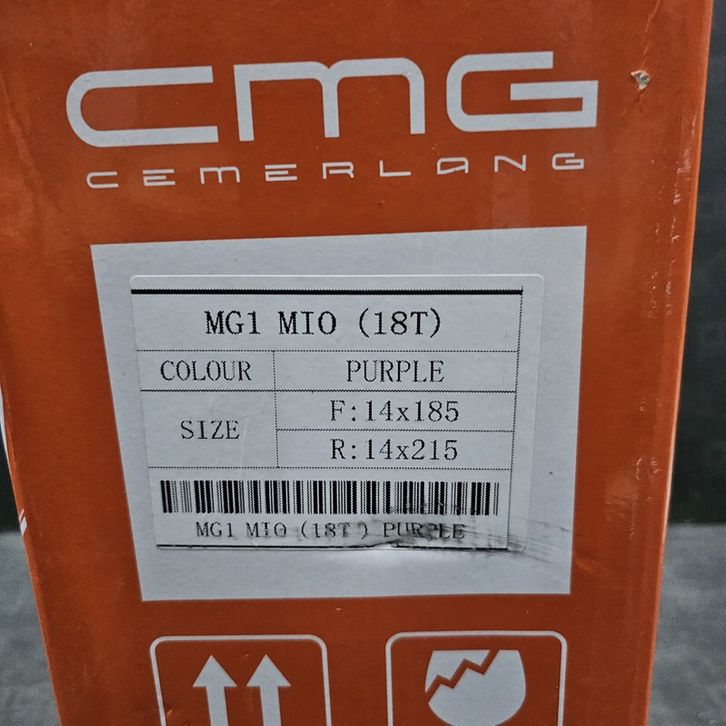 CMG
CEMERLANG
MG1 MIO (18T)
COLOUR PURPLE
SIZE F:14x185
R:14x215
MG1 MIO (18T) PURPLE